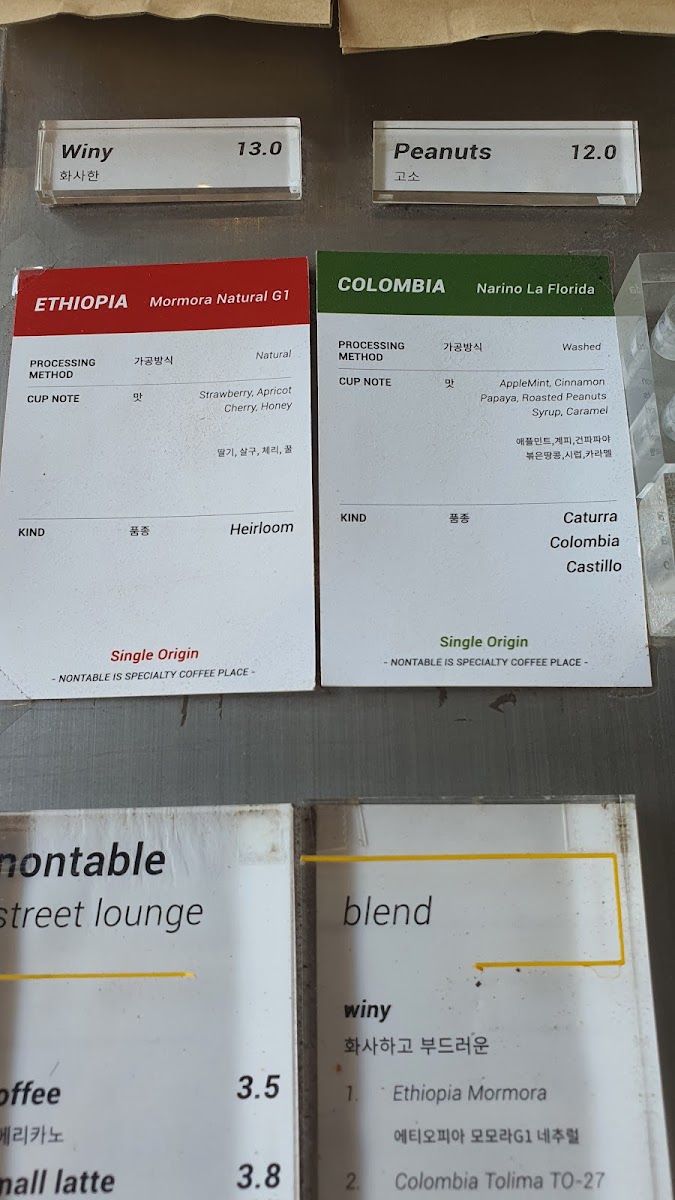 Winy 13.0
화사한
Peanuts 12.0
고소
ETHIOPIA Mormora Natural G1
PROCESSING METHOD 가공방식 Natural
CUP NOTE 맛 Strawberry, Apricot
Cherry, Honey
딸기, 살구, 체리, 꿀
KIND 품종 Heirloom
Single Origin
- NONTABLE IS SPECIALTY COFFEE PLACE -
COLOMBIA Narino La Florida
PROCESSING METHOD 가공방식 Washed
CUP NOTE 맛 AppleMint, Cinnamon
Papaya, Roasted Peanuts
Syrup, Caramel
애플민트,계피,건파파야
볶은땅콩,시럽,카라멜
KIND 품종 Caturra
Colombia
Castillo
Single Origin
- NONTABLE IS SPECIALTY COFFEE PLACE -
nontable
street lounge
offee 3.5
메리카노
mall latte 3.8
blend
winy
화사하고 부드러운
1. Ethiopia Mormora
에티오피아 모모라G1 네추럴
2. Colombia Tolima TO-27